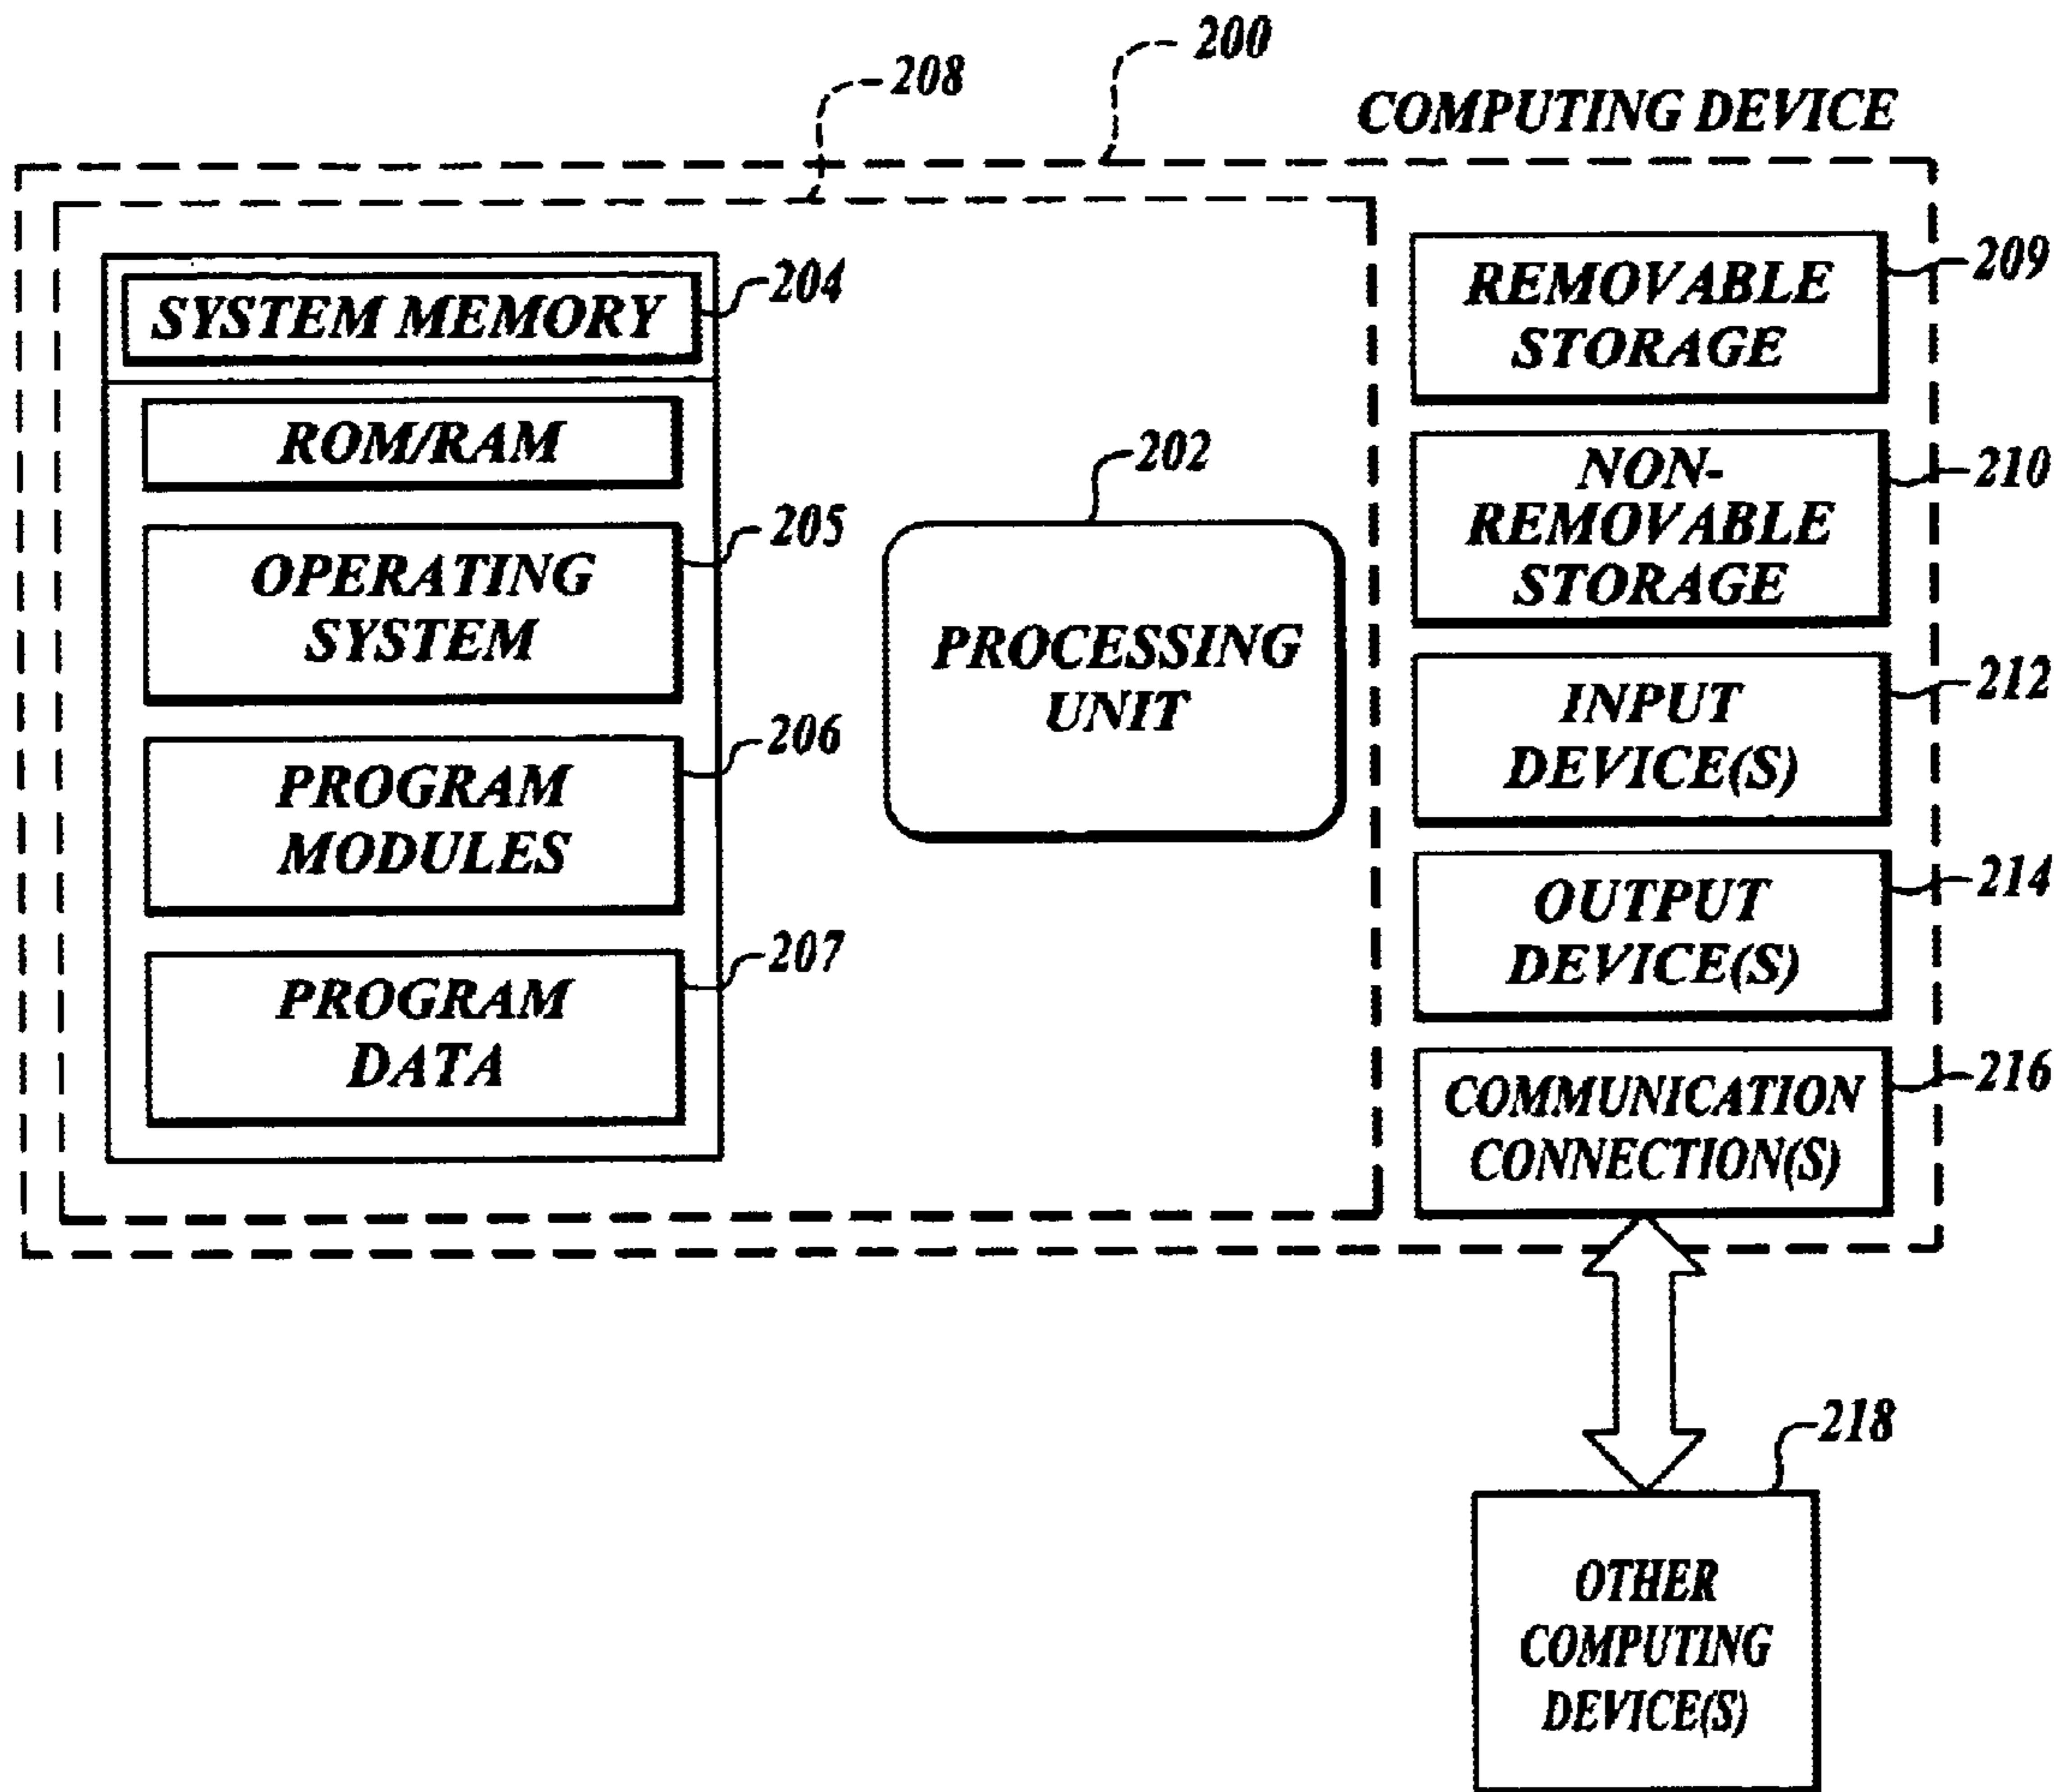 200
208
COMPUTING DEVICE
SYSTEM MEMORY
204
ROM/RAM
OPERATING
SYSTEM
205
PROGRAM
MODULES
206
PROGRAM
DATA
207
202
PROCESSING
UNIT
REMOVABLE
STORAGE
209
NON-
REMOVABLE
STORAGE
210
INPUT
DEVICE(S)
212
OUTPUT
DEVICE(S)
214
COMMUNICATION
CONNECTION(S)
216
218
OTHER
COMPUTING
DEVICE(S)